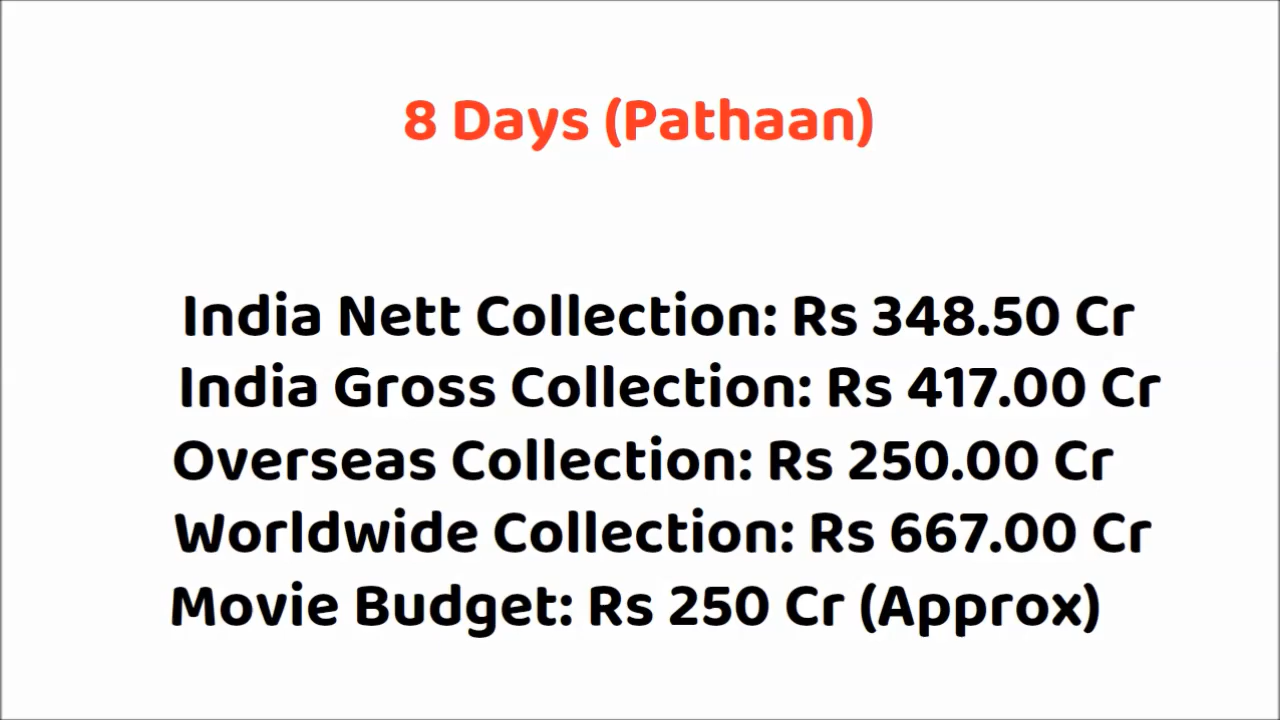 8 Days (Pathaan)
India Nett Collection: Rs 348.50 Cr
India Gross Collection: Rs 417.00 Cr
Overseas Collection: Rs 250.00 Cr
Worldwide Collection: Rs 667.00 Cr
Movie Budget: Rs 250 Cr (Approx)